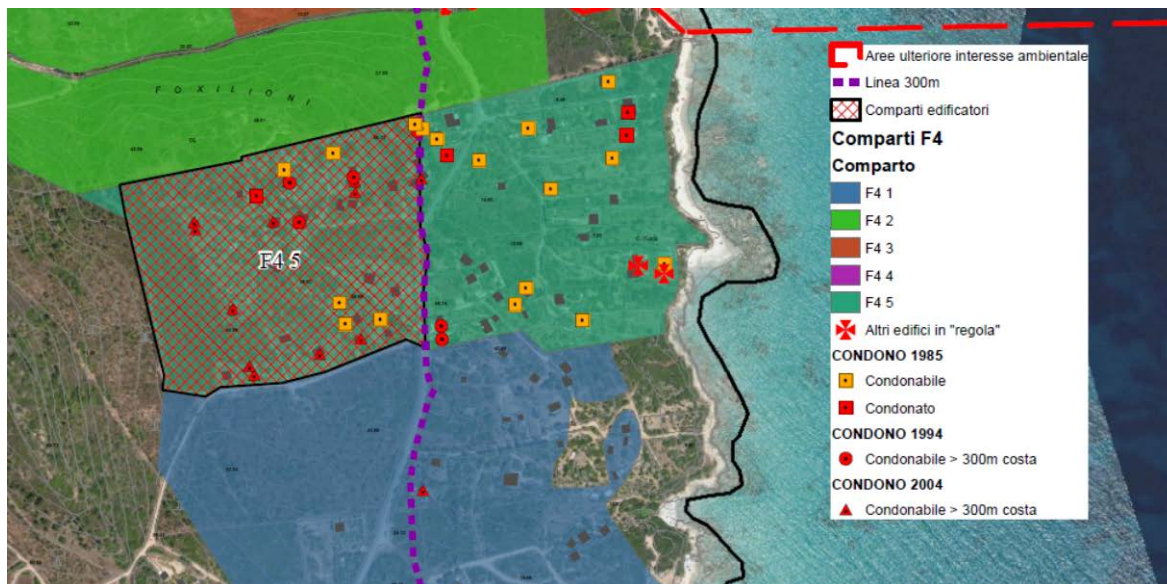 FOXILIONI
F4 5
Aree ulteriore interesse ambientale
Linea 300m
Comparti edificatori
Comparti F4
Comparto
F4 1
F4 2
F4 3
F4 4
F4 5
Altri edifici in "regola"
CONDONO 1985
Condonabile
Condonato
CONDONO 1994
Condonabile > 300m costa
CONDONO 2004
Condonabile > 300m costa